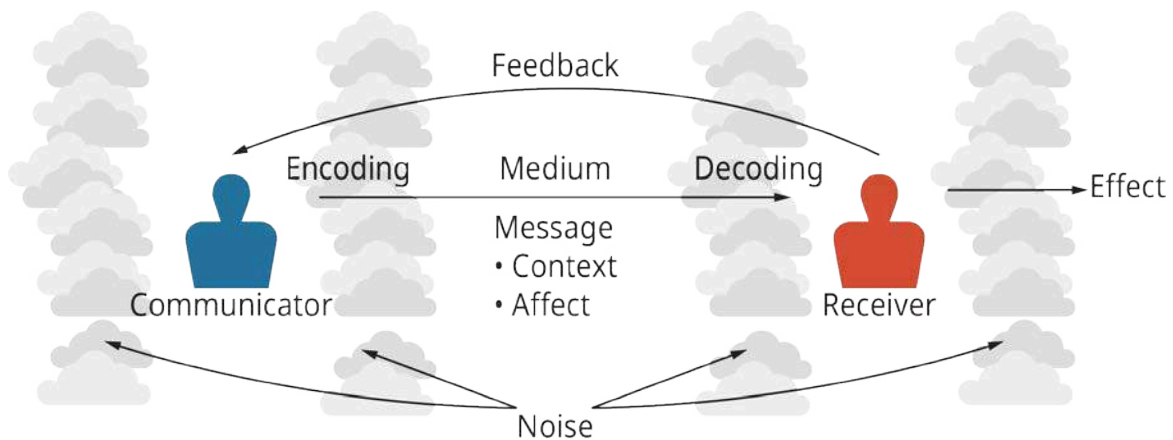 Feedback
Encoding Medium Decoding
Effect
Message
• Context
• Affect
Communicator Receiver
Noise